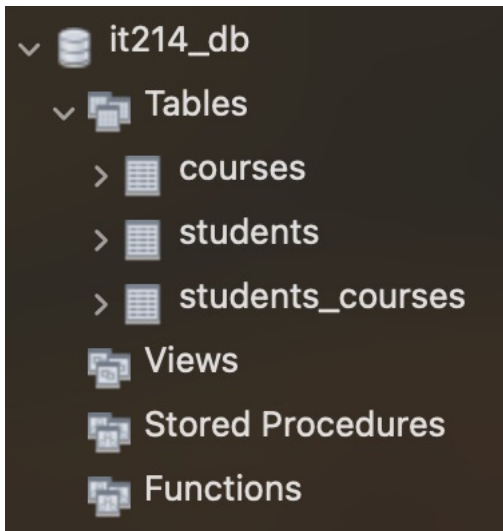 it214_db
Tables
courses
students
students_courses
Views
Stored Procedures
Functions